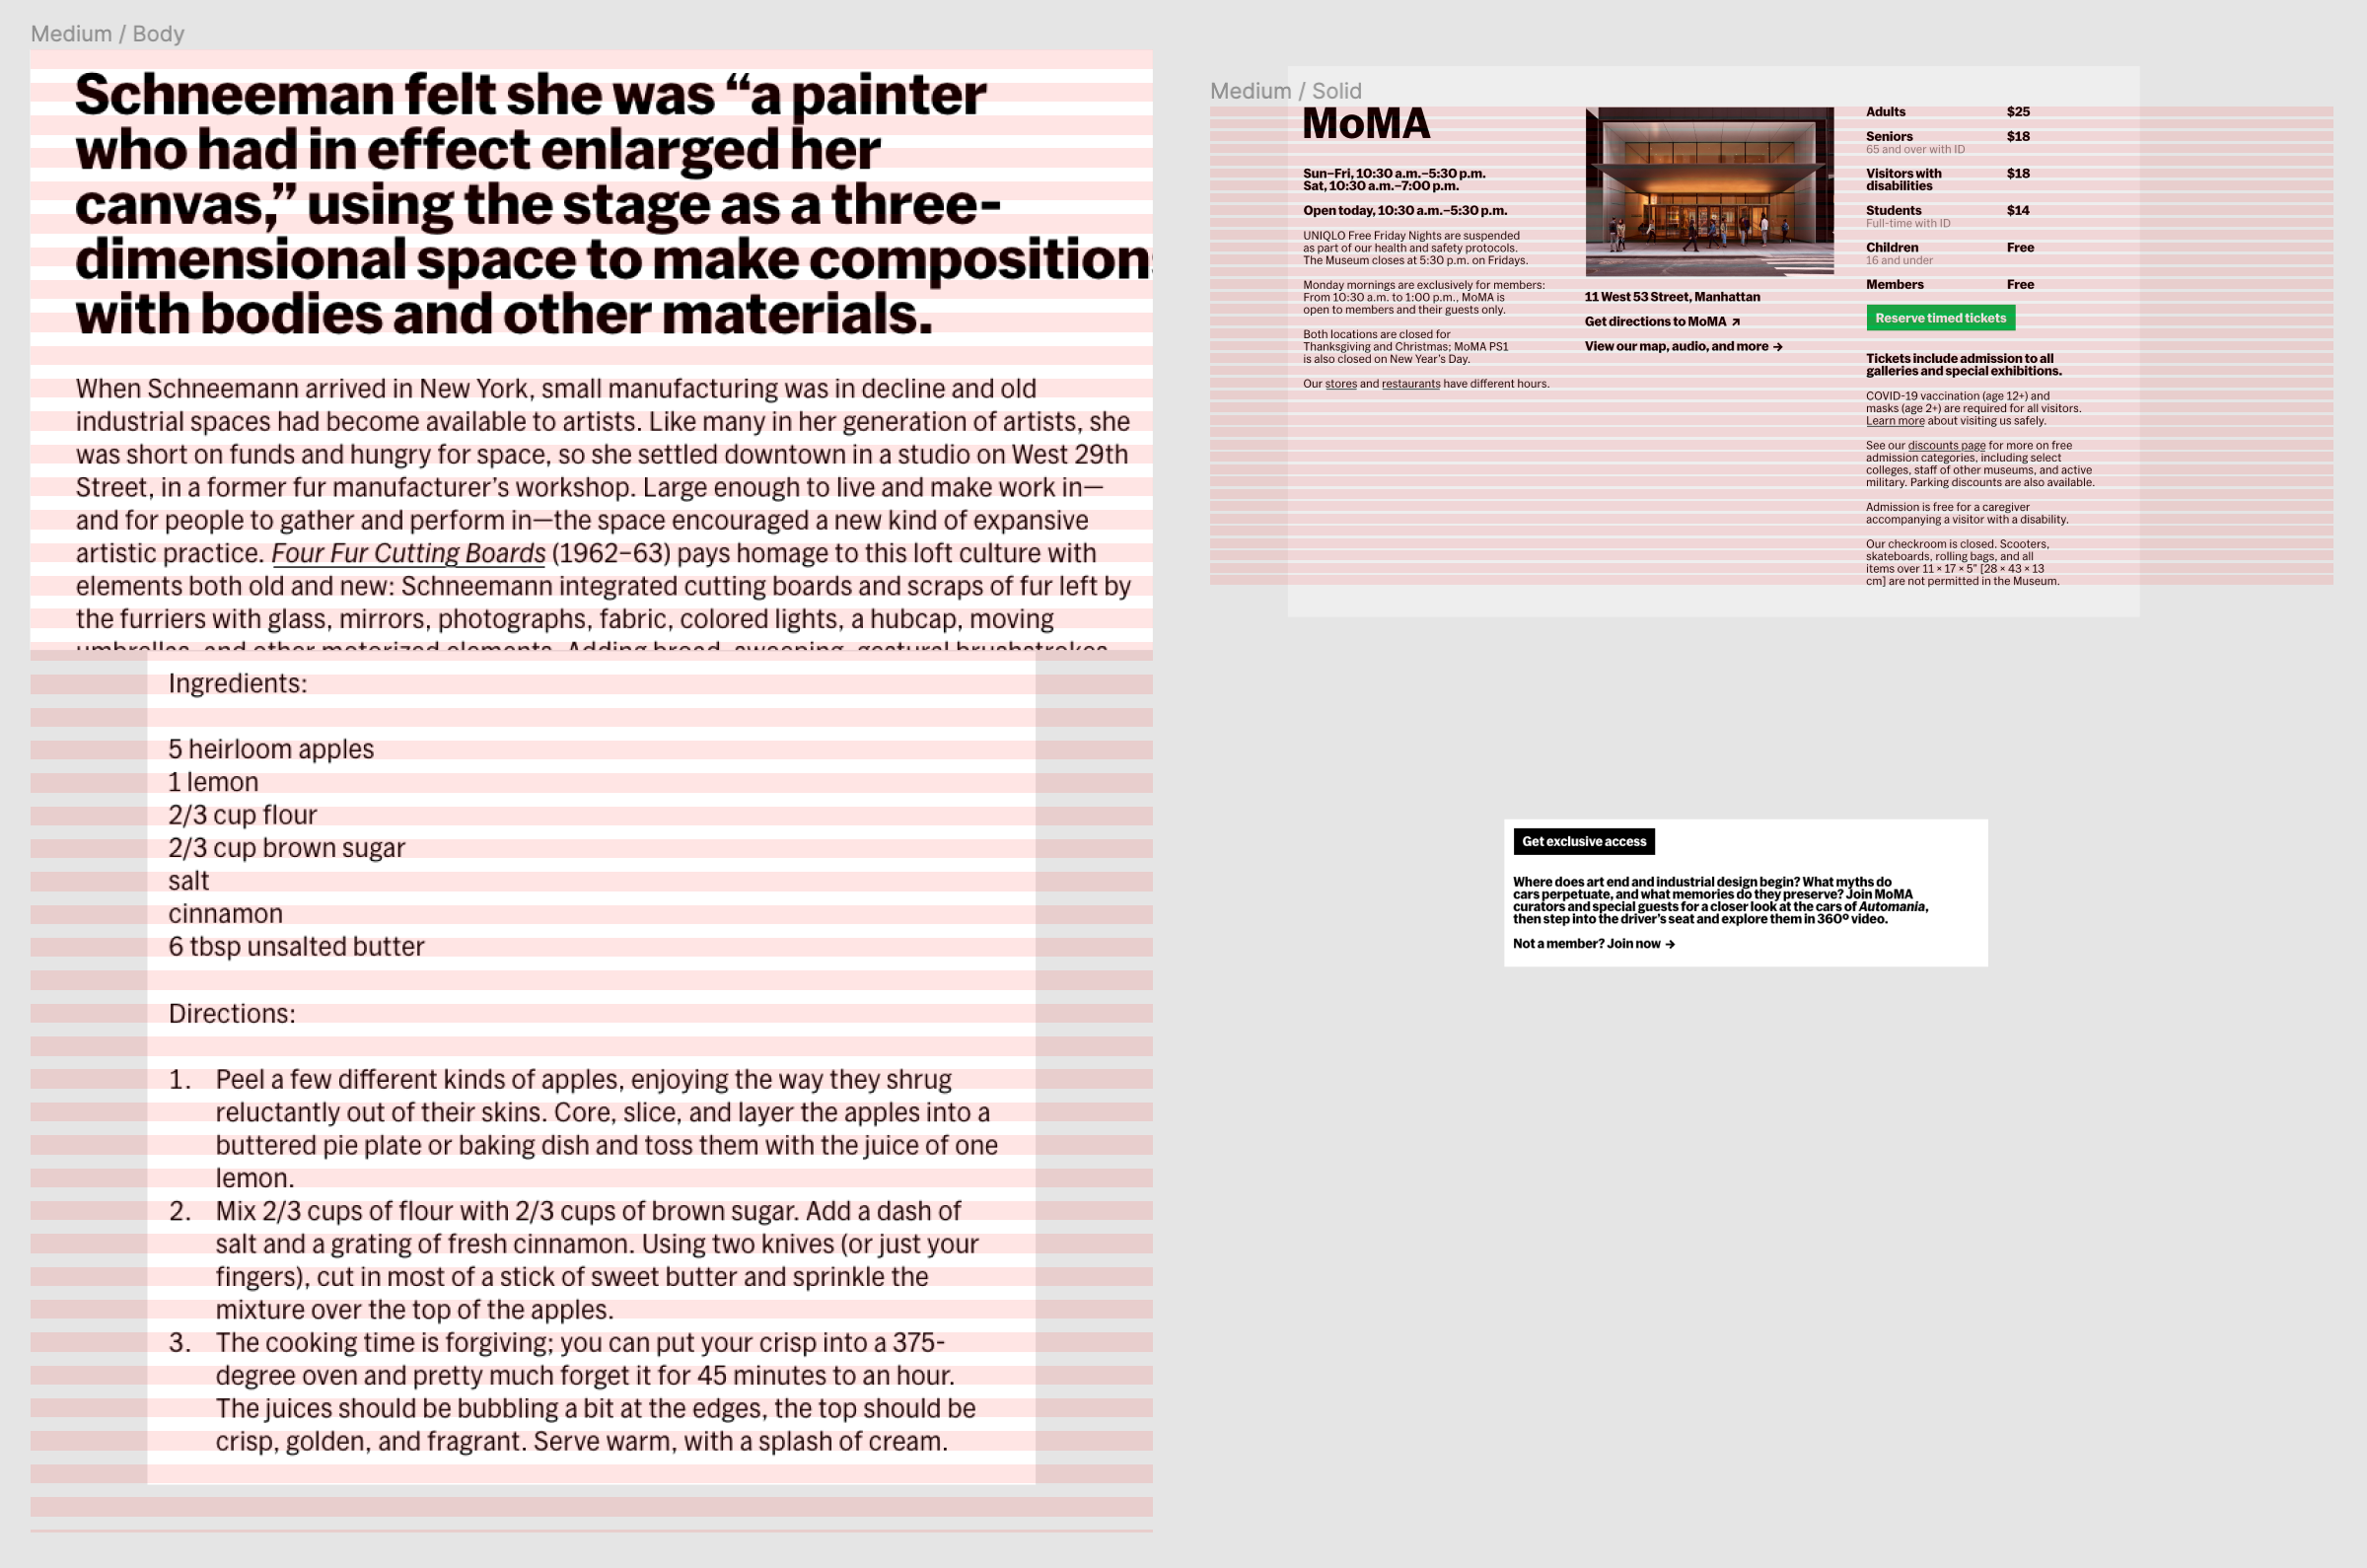 Medium / Body
Schneeman felt she was “a painter
who had in effect enlarged her
canvas,” using the stage as a three-
dimensional space to make composition
with bodies and other materials.
When Schneemann arrived in New York, small manufacturing was in decline and old
industrial spaces had become available to artists. Like many in her generation of artists, she
was short on funds and hungry for space, so she settled downtown in a studio on West 29th
Street, in a former fur manufacturer’s workshop. Large enough to live and make work in—
and for people to gather and perform in—the space encouraged a new kind of expansive
artistic practice. Four Fur Cutting Boards (1962–63) pays homage to this loft culture with
elements both old and new: Schneemann integrated cutting boards and scraps of fur left by
the furriers with glass, mirrors, photographs, fabric, colored lights, a hubcap, moving
umbrellas, and other motorized elements. Adding broad, sweeping, gestural brushstrokes
Ingredients:
5 heirloom apples
1 lemon
2/3 cup flour
2/3 cup brown sugar
salt
cinnamon
6 tbsp unsalted butter
Directions:
1. Peel a few different kinds of apples, enjoying the way they shrug
reluctantly out of their skins. Core, slice, and layer the apples into a
buttered pie plate or baking dish and toss them with the juice of one
lemon.
2. Mix 2/3 cups of flour with 2/3 cups of brown sugar. Add a dash of
salt and a grating of fresh cinnamon. Using two knives (or just your
fingers), cut in most of a stick of sweet butter and sprinkle the
mixture over the top of the apples.
3. The cooking time is forgiving; you can put your crisp into a 375-
degree oven and pretty much forget it for 45 minutes to an hour.
The juices should be bubbling a bit at the edges, the top should be
crisp, golden, and fragrant. Serve warm, with a splash of cream.
Medium / Solid
MoMA
Sun–Fri, 10:30 a.m.–5:30 p.m.
Sat, 10:30 a.m.–7:00 p.m.
Open today, 10:30 a.m.–5:30 p.m.
UNIQLO Free Friday Nights are suspended
as part of our health and safety protocols.
The Museum closes at 5:30 p.m. on Fridays.
Monday mornings are exclusively for members:
From 10:30 a.m. to 1:00 p.m., MoMA is
open to members and their guests only.
Both locations are closed for
Thanksgiving and Christmas; MoMA PS1
is also closed on New Year’s Day.
Our stores and restaurants have different hours.
11 West 53 Street, Manhattan
Get directions to MoMA ↗
View our map, audio, and more →
Adults $25
Seniors $18
65 and over with ID
Visitors with $18
disabilities
Students $14
Full-time with ID
Children Free
16 and under
Members Free
Reserve timed tickets
Tickets include admission to all
galleries and special exhibitions.
COVID-19 vaccination (age 12+) and
masks (age 2+) are required for all visitors.
Learn more about visiting us safely.
See our discounts page for more on free
admission categories, including select
colleges, staff of other museums, and active
military. Parking discounts are also available.
Admission is free for a caregiver
accompanying a visitor with a disability.
Our checkroom is closed. Scooters,
skateboards, rolling bags, and all
items over 11 × 17 × 5” [28 × 43 × 13
cm] are not permitted in the Museum.
Get exclusive access
Where does art end and industrial design begin? What myths do
cars perpetuate, and what memories do they preserve? Join MoMA
curators and special guests for a closer look at the cars of Automania,
then step into the driver’s seat and explore them in 360º video.
Not a member? Join now →